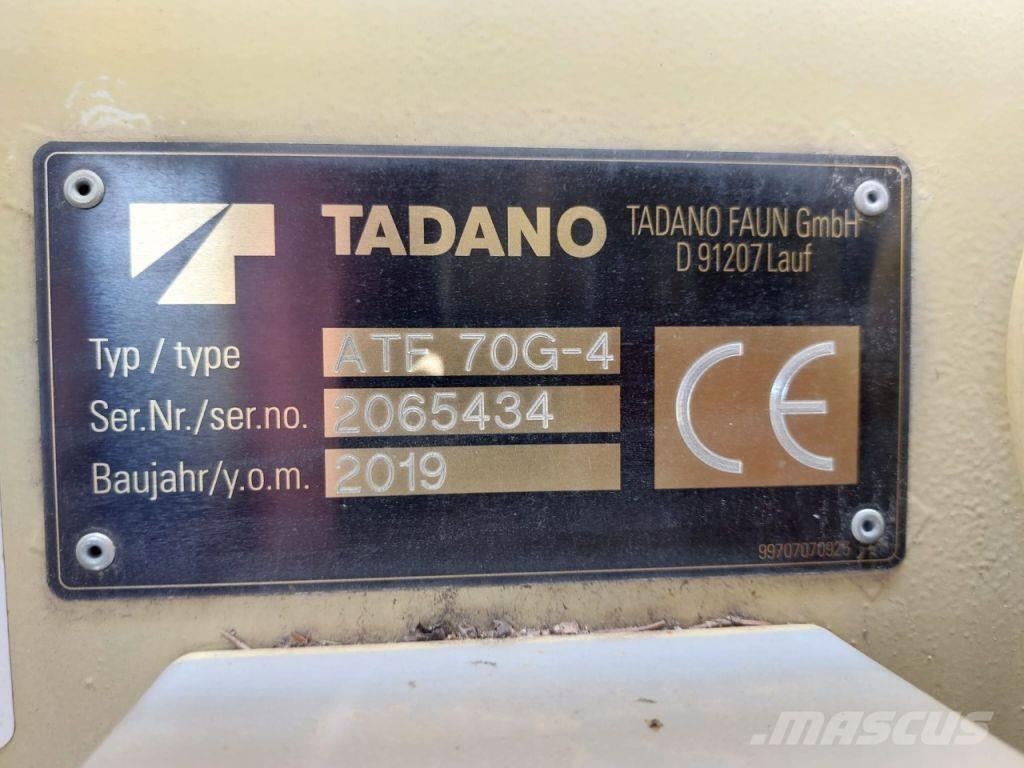 TADANO
TADANO FAUN GmbH
D 91207 Lauf
Typ / type ATF 70G-4
Ser.Nr./ser.no. 2065434
Baujahr/y.o.m. 2019
CE
99707070925
MASCUS